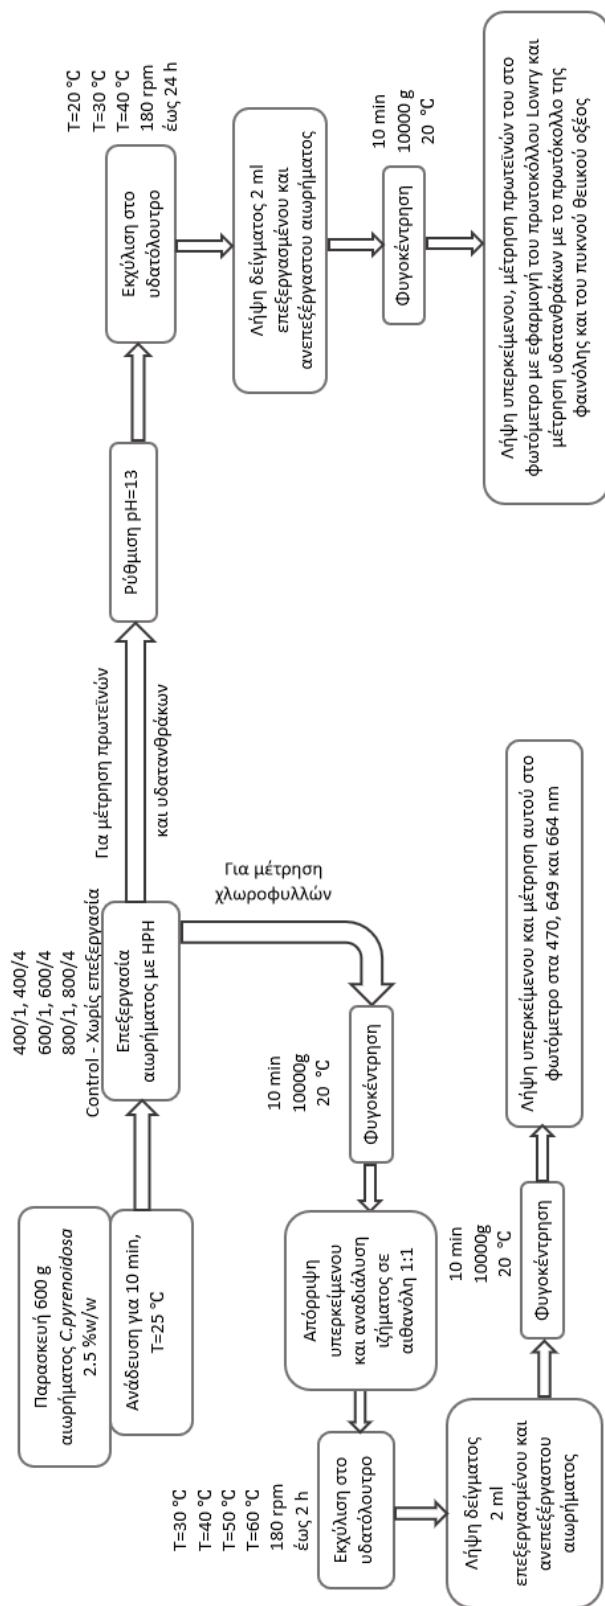 Παρασκευή 600 g
αιωρήματος C.pyrenoidosa
2.5 %w/w
Ανάδευση για 10 min,
T=25 °C
400/1, 400/4
600/1, 600/4
800/1, 800/4
Control - Χωρίς επεξεργασία
Επεξεργασία
αιωρήματος με HPH
Για μέτρηση πρωτεϊνών
και υδατανθράκων
Ρύθμιση pH=13
T=20 °C
T=30 °C
T=40 °C
180 rpm
έως 24 h
Εκχύλιση στο
υδατόλουτρο
Λήψη δείγματος 2 ml
επεξεργασμένου και
ανεπεξέργαστου αιωρήματος
10 min
10000 g
20 °C
Φυγοκέντρηση
Λήψη υπερκείμενου, μέτρηση πρωτεϊνών του στο
φωτόμετρο με εφαρμογή του πρωτοκόλλου Lowry και
μέτρηση υδατανθράκων με το πρωτόκολλο της
φαινόλης και του πυκνού θειικού οξέος
Για μέτρηση
χλωροφυλλών
10 min
10000g
20 °C
Φυγοκέντρηση
Απόρριψη
υπερκείμενου
και αναδιάλυση
ιζήματος σε
αιθανόλη 1:1
T=30 °C
T=40 °C
T=50 °C
T=60 °C
180 rpm
έως 2 h
Εκχύλιση στο
υδατόλουτρο
Λήψη δείγματος
2 ml
επεξεργασμένου και
ανεπεξέργαστου
αιωρήματος
10 min
10000g
20 °C
Φυγοκέντρηση
Λήψη υπερκείμενου και μέτρηση αυτού στο
φωτόμετρο στα 470, 649 και 664 nm